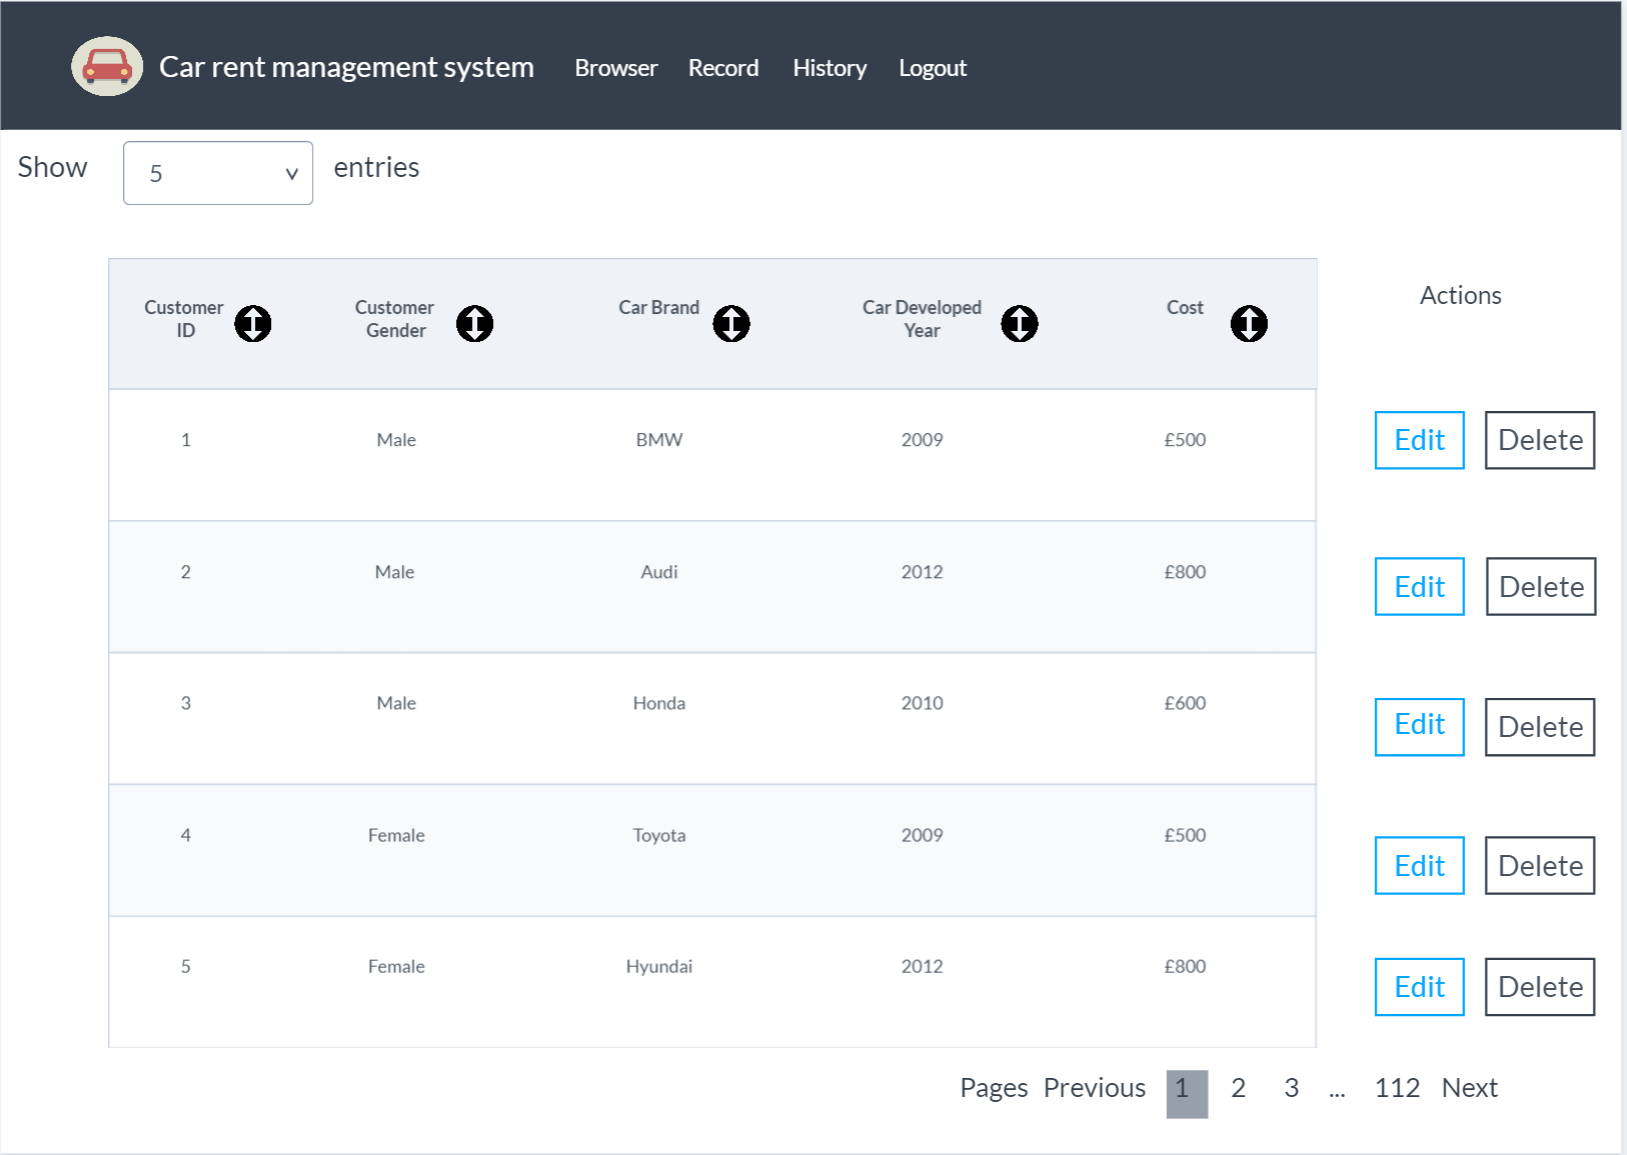 Car rent management system Browser Record History Logout
Show 5 entries
Customer ID Customer Gender Car Brand Car Developed Year Cost Actions
1 Male BMW 2009 £500 Edit Delete
2 Male Audi 2012 £800 Edit Delete
3 Male Honda 2010 £600 Edit Delete
4 Female Toyota 2009 £500 Edit Delete
5 Female Hyundai 2012 £800 Edit Delete
Pages Previous 1 2 3 ... 112 Next